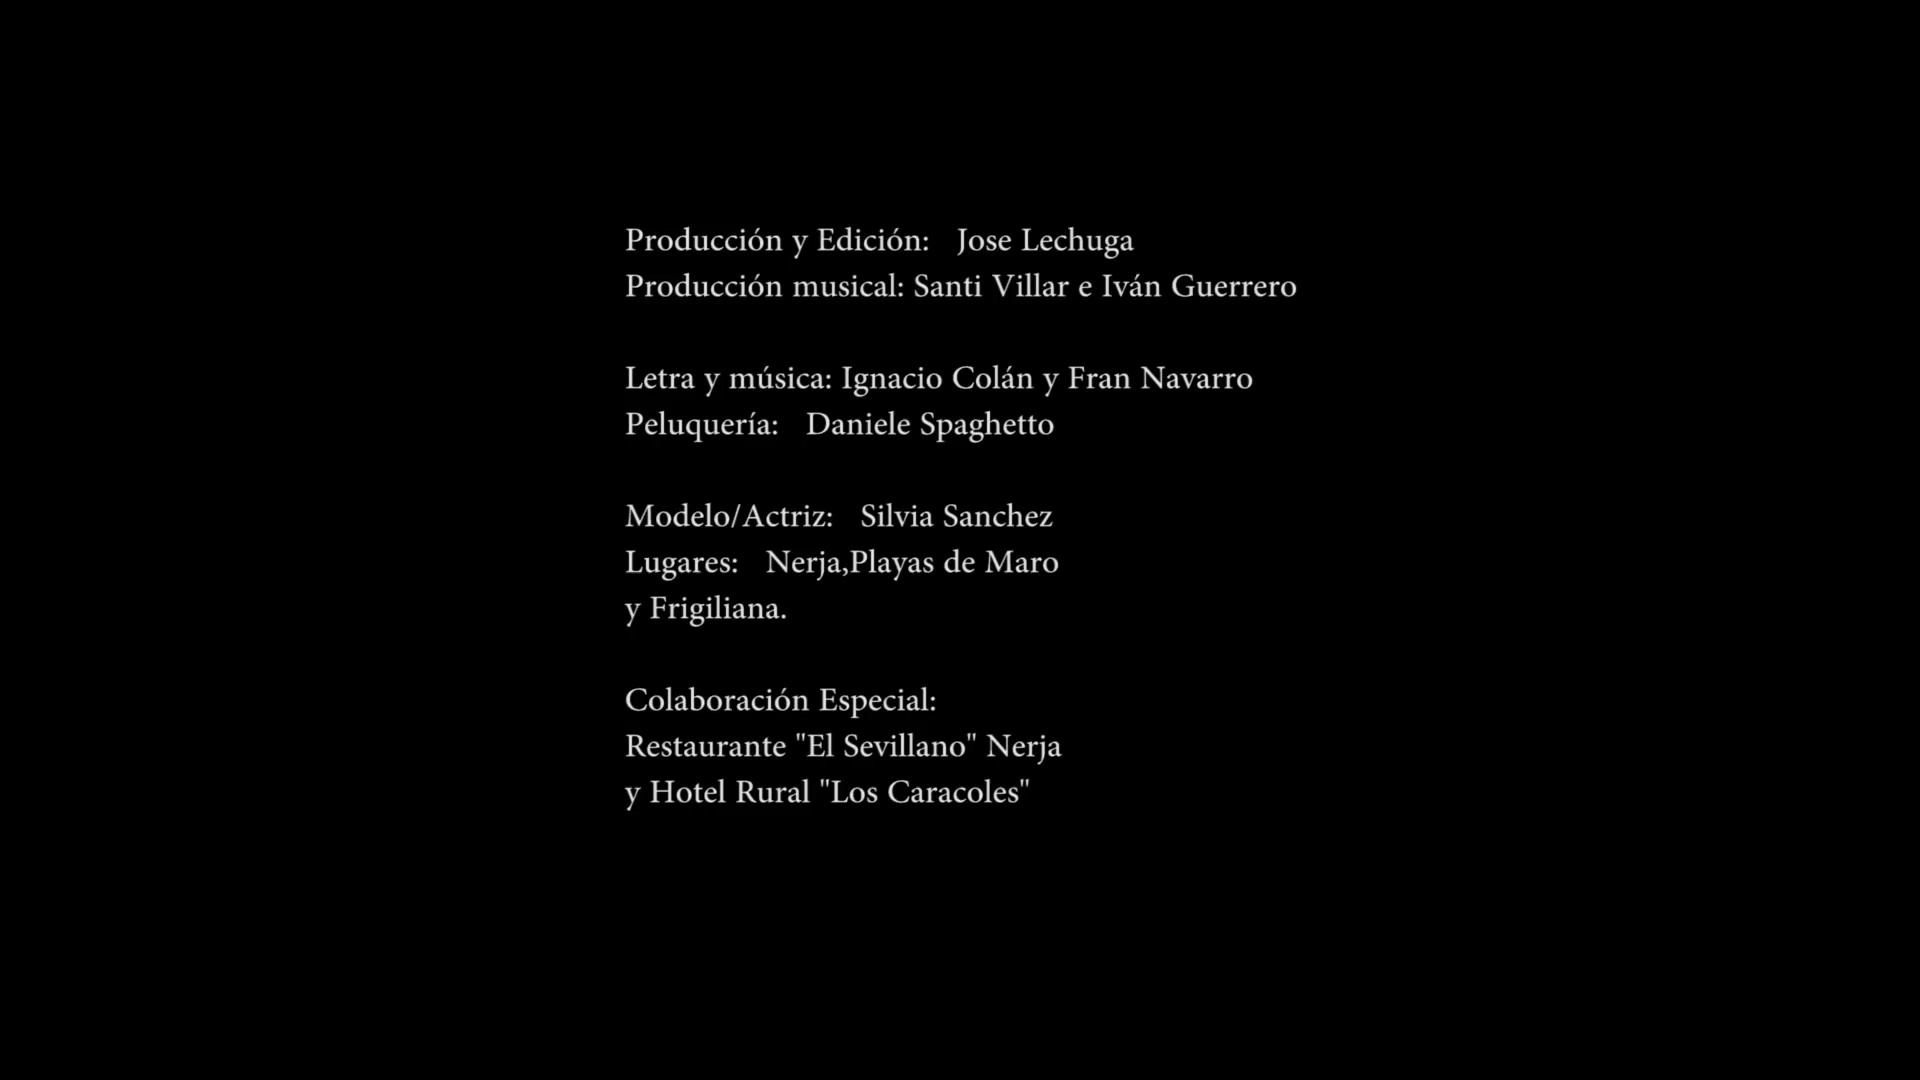 Producción y Edición: Jose Lechuga
Producción musical: Santi Villar e Iván Guerrero
Letra y música: Ignacio Colán y Fran Navarro
Peluquería: Daniele Spaghetto
Modelo/Actriz: Silvia Sanchez
Lugares: Nerja,Playas de Maro
y Frigiliana.
Colaboración Especial:
Restaurante "El Sevillano" Nerja
y Hotel Rural "Los Caracoles"